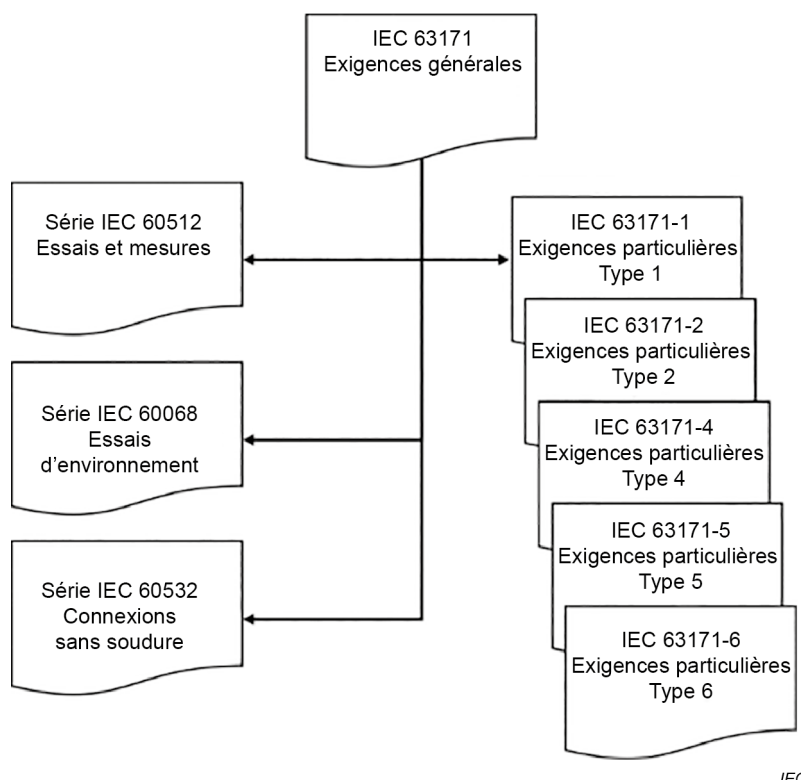 IEC 63171
Exigences générales
Série IEC 60512
Essais et mesures
IEC 63171-1
Exigences particulières
Type 1
IEC 63171-2
Exigences particulières
Type 2
Série IEC 60068
Essais
d’environnement
IEC 63171-4
Exigences particulières
Type 4
IEC 63171-5
Exigences particulières
Type 5
Série IEC 60532
Connexions
sans soudure
IEC 63171-6
Exigences particulières
Type 6
IEC